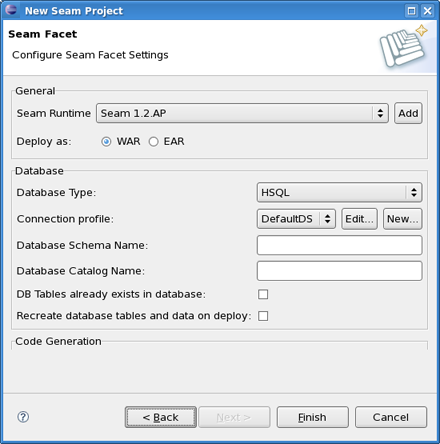 New Seam Project
Seam Facet
Configure Seam Facet Settings
General
Seam Runtime Seam 1.2.AP Add
Deploy as: WAR EAR
Database
Database Type: HSQL
Connection profile: DefaultDS Edit... New...
Database Schema Name:
Database Catalog Name:
DB Tables already exists in database:
Recreate database tables and data on deploy:
Code Generation
? < Back Next > Finish Cancel